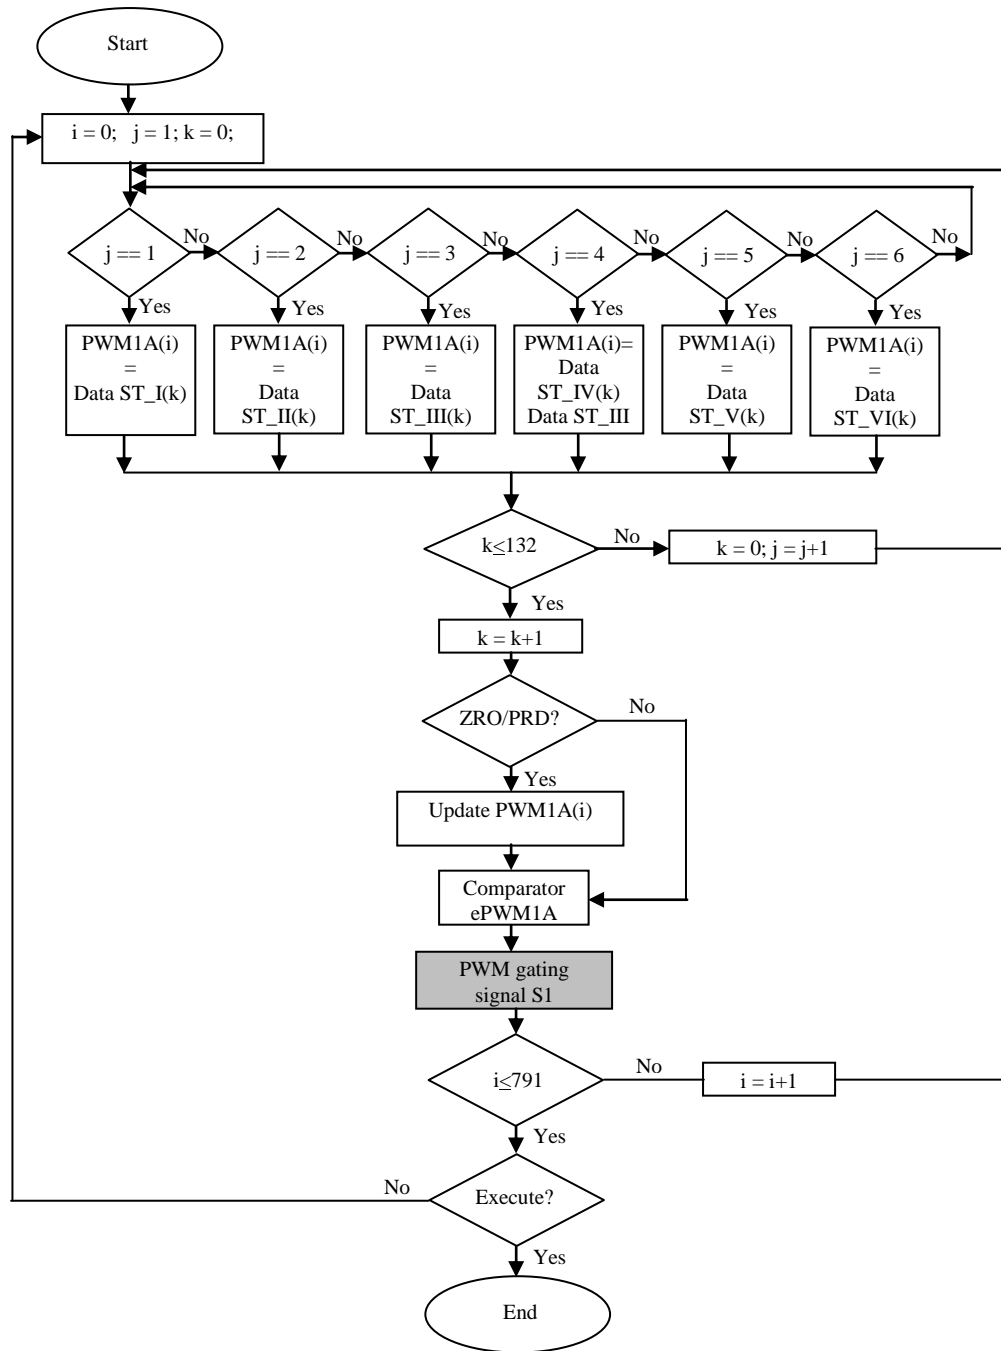 Start
i = 0; j = 1; k = 0;
j == 1
No
j == 2
No
j == 3
No
j == 4
No
j == 5
No
j == 6
No
Yes
Yes
Yes
Yes
Yes
Yes
PWM1A(i)
=
Data ST_I(k)
PWM1A(i)
=
Data
ST_II(k)
PWM1A(i)
=
Data
ST_III(k)
PWM1A(i)=
Data
ST_IV(k)
Data ST_III
PWM1A(i)
=
Data
ST_V(k)
PWM1A(i)
=
Data
ST_VI(k)
k≤132
No
k = 0; j = j+1
Yes
k = k+1
ZRO/PRD?
No
Yes
Update PWM1A(i)
Comparator
ePWM1A
PWM gating
signal S1
i≤791
No
i = i+1
Yes
No
Execute?
Yes
End